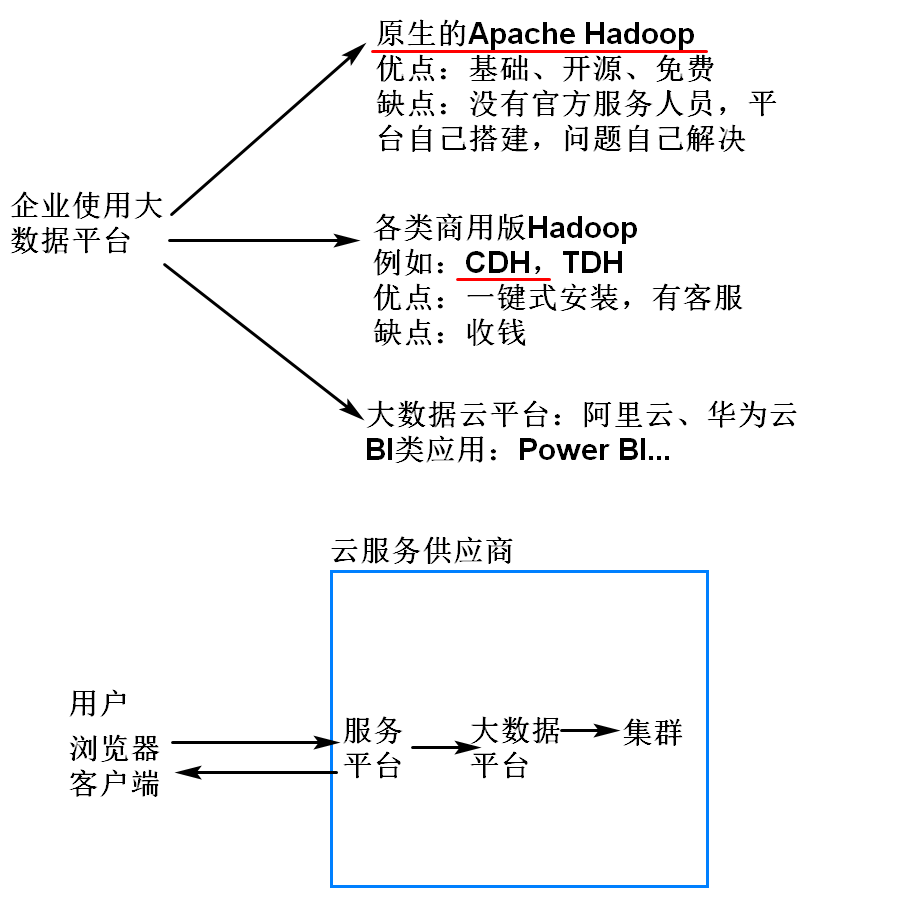 原生的Apache Hadoop
优点：基础、开源、免费
缺点：没有官方服务人员，平
台自己搭建，问题自己解决
企业使用大
数据平台
各类商用版Hadoop
例如：CDH，TDH
优点：一键式安装，有客服
缺点：收钱
大数据云平台：阿里云、华为云
BI类应用：Power BI...
云服务供应商
用户
浏览器
客户端
服务
平台
大数据
平台
集群